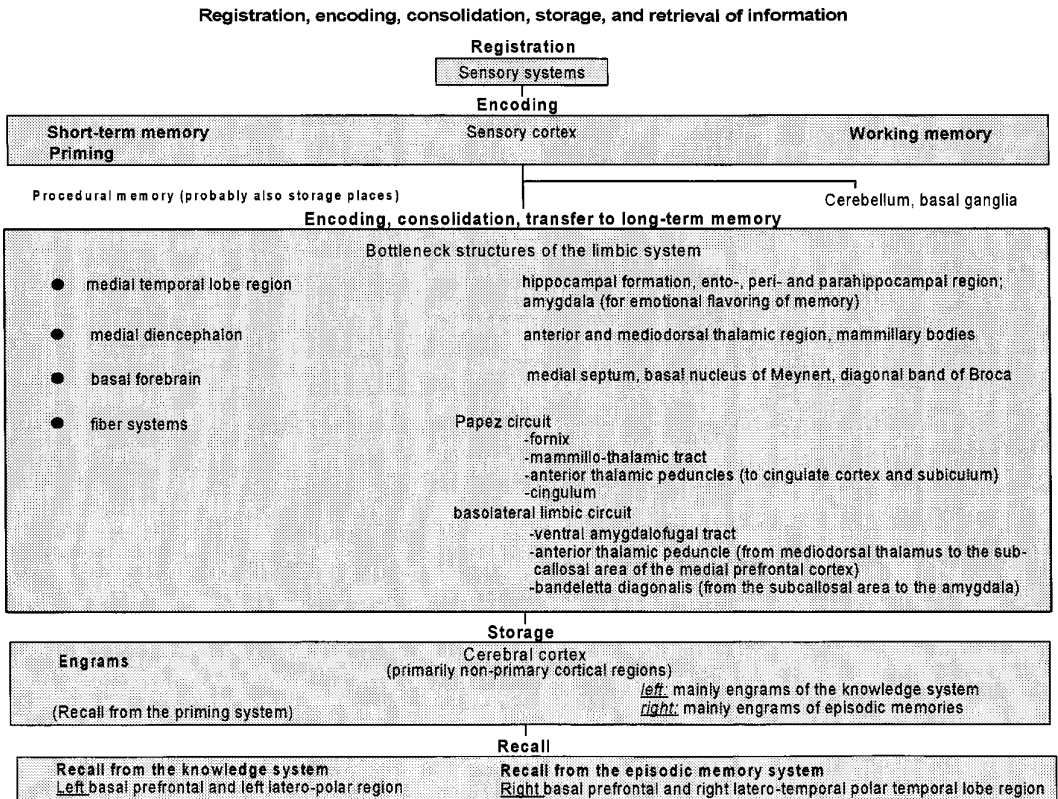 Registration, encoding, consolidation, storage, and retrieval of information
Registration
Sensory systems
Encoding
Short-term memory Sensory cortex Working memory
Priming
Procedural memory (probably also storage places) Cerebellum, basal ganglia
Encoding, consolidation, transfer to long-term memory
Bottleneck structures of the limbic system
● medial temporal lobe region hippocampal formation, ento-, peri- and parahippocampal region;
amygdala (for emotional flavoring of memory)
● medial diencephalon anterior and mediodorsal thalamic region, mammillary bodies
● basal forebrain medial septum, basal nucleus of Meynert, diagonal band of Broca
● fiber systems Papez circuit
-fornix
-mammillo-thalamic tract
-anterior thalamic peduncles (to cingulate cortex and subiculum)
-cingulum
basolateral limbic circuit
-ventral amygdalofugal tract
-anterior thalamic peduncle (from mediodorsal thalamus to the sub-
callosal area of the medial prefrontal cortex)
-bandeletta diagonalis (from the subcallosal area to the amygdala)
Storage
Engrams Cerebral cortex
(primarily non-primary cortical regions)
left: mainly engrams of the knowledge system
(Recall from the priming system) right: mainly engrams of episodic memories
Recall
Recall from the knowledge system Recall from the episodic memory system
Left basal prefrontal and left latero-polar region Right basal prefrontal and right latero-temporal polar temporal lobe region